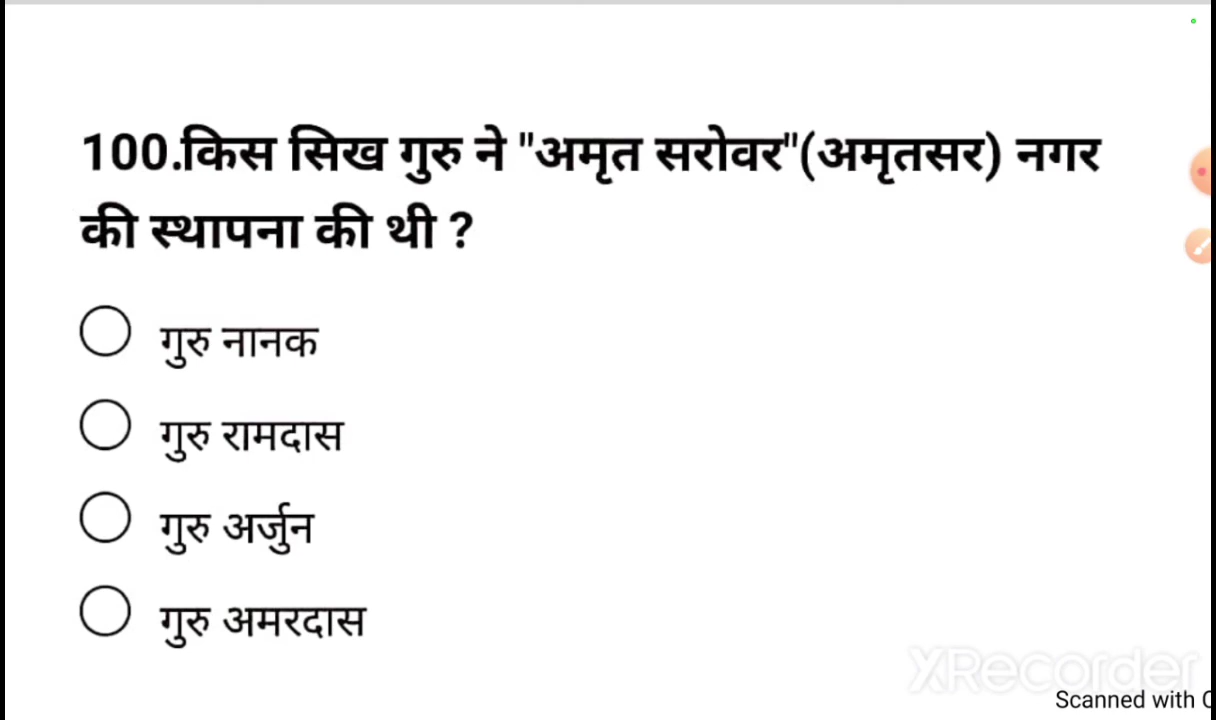 100.किस सिख गुरु ने "अमृत सरोवर"(अमृतसर) नगर
की स्थापना की थी ?
गुरु नानक
गुरु रामदास
गुरु अर्जुन
गुरु अमरदास
XRecorder
Scanned with